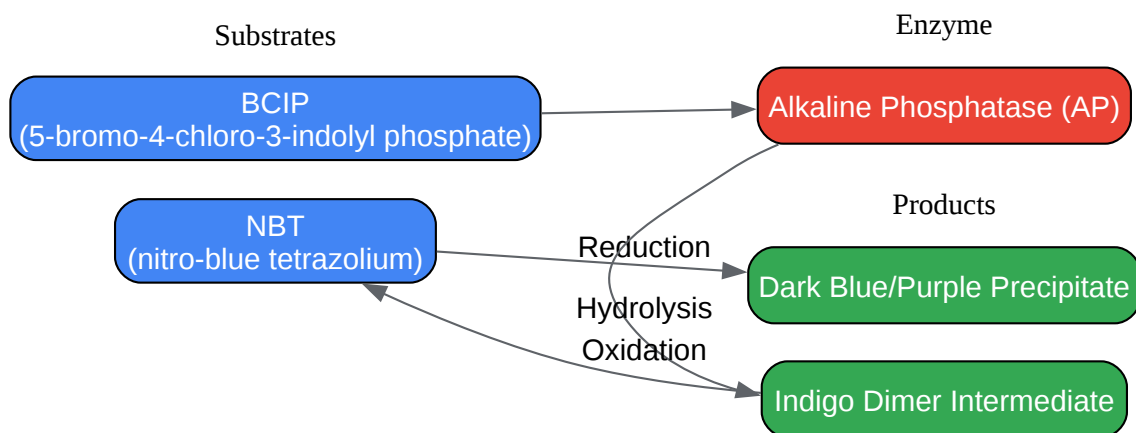 Substrates
Enzyme
BCIP
(5-bromo-4-chloro-3-indolyl phosphate)
Alkaline Phosphatase (AP)
NBT
(nitro-blue tetrazolium)
Products
Reduction
Dark Blue/Purple Precipitate
Hydrolysis
Oxidation
Indigo Dimer Intermediate